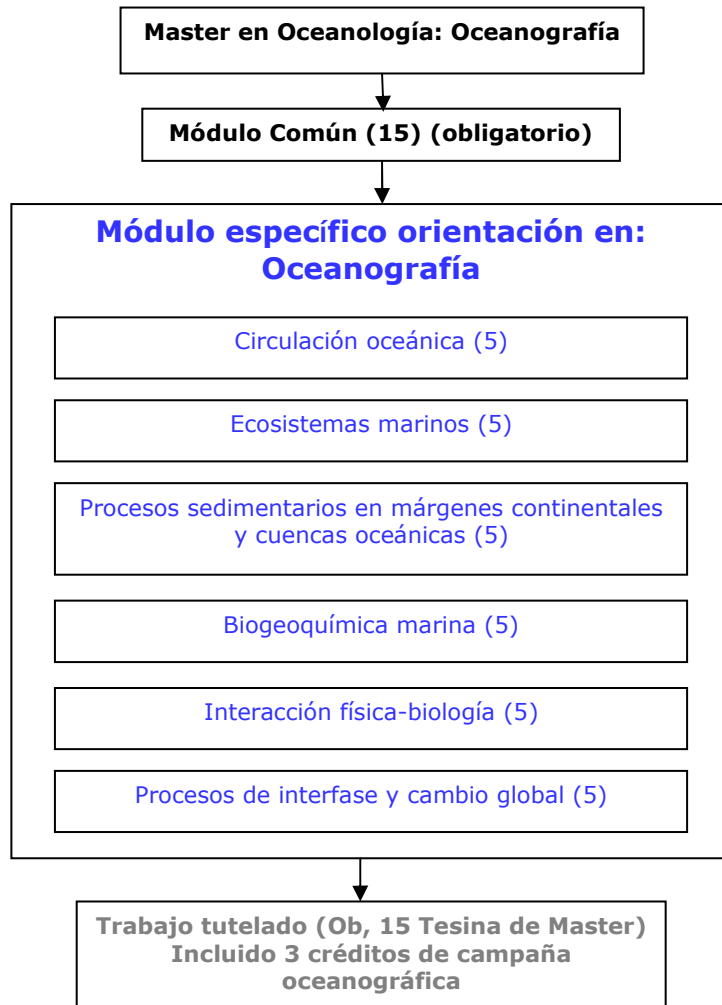 Master en Oceanología: Oceanografía
Módulo Común (15) (obligatorio)
Módulo específico orientación en:
Oceanografía
Circulación oceánica (5)
Ecosistemas marinos (5)
Procesos sedimentarios en márgenes continentales
y cuencas oceánicas (5)
Biogeoquímica marina (5)
Interacción física-biología (5)
Procesos de interfase y cambio global (5)
Trabajo tutelado (Ob, 15 Tesina de Master)
Incluido 3 créditos de campaña
oceanográfica